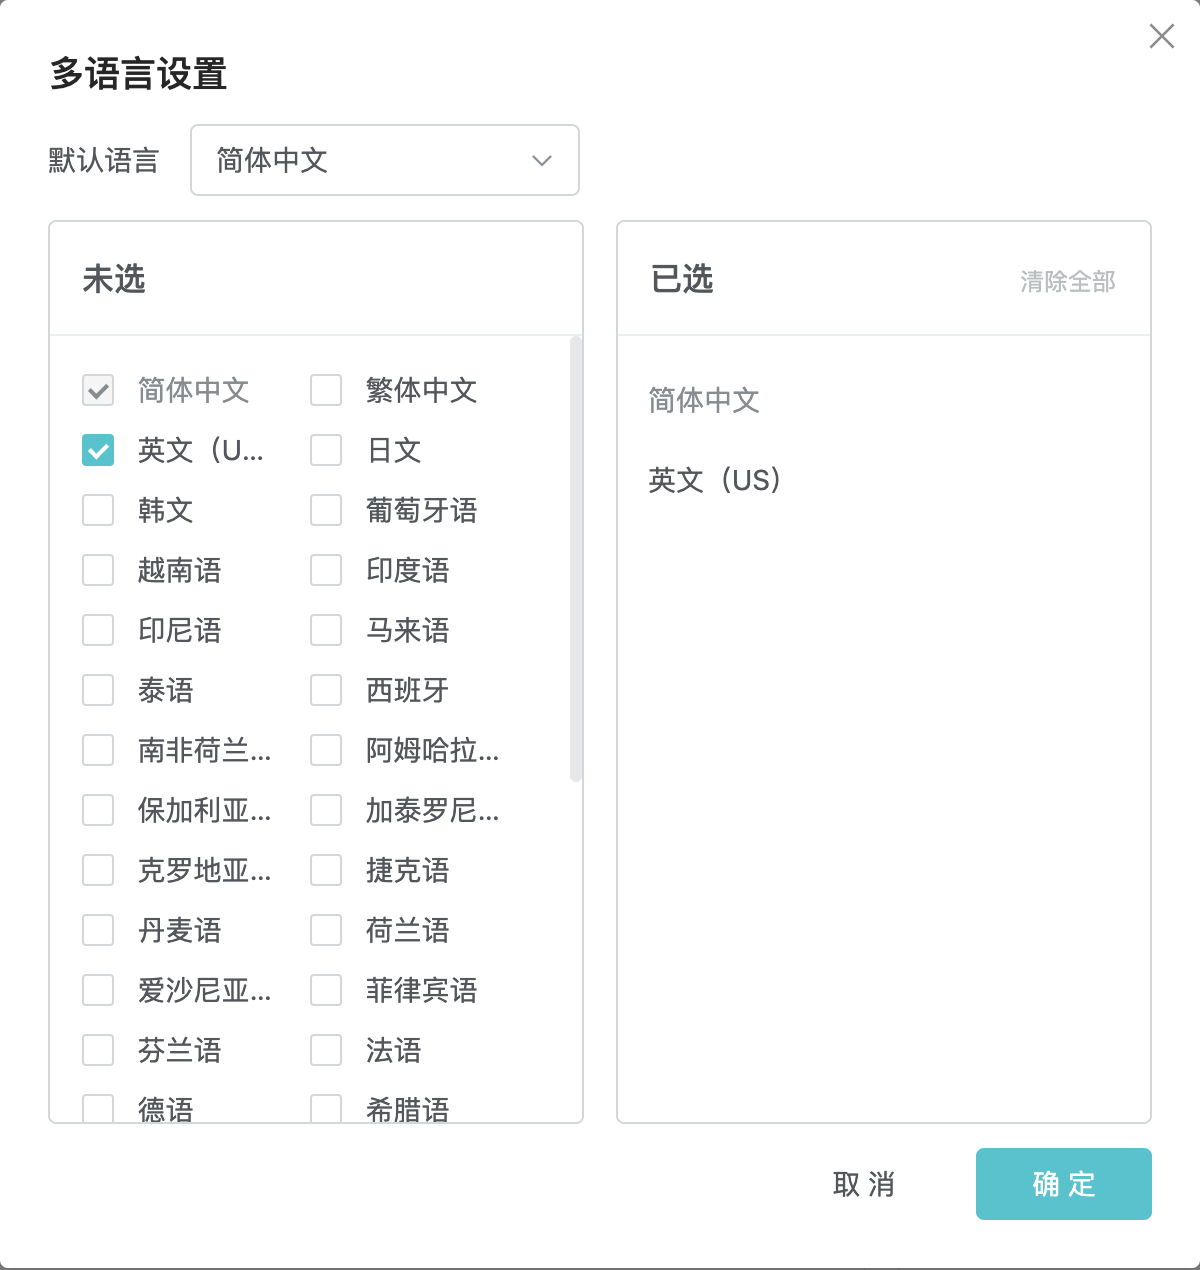 多语言设置
默认语言 简体中文
未选
简体中文 繁体中文
英文（U... 日文
韩文 葡萄牙语
越南语 印度语
印尼语 马来语
泰语 西班牙
南非荷兰... 阿姆哈拉...
保加利亚... 加泰罗尼...
克罗地亚... 捷克语
丹麦语 荷兰语
爱沙尼亚... 菲律宾语
芬兰语 法语
德语 希腊语
已选 清除全部
简体中文
英文（US）
取 消 确 定